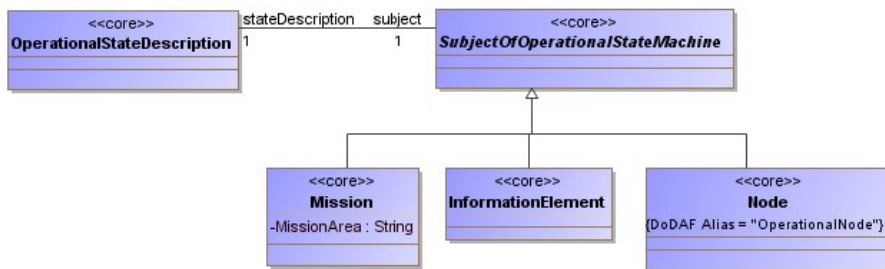 <<core>>
OperationalStateDescription
stateDescription
subject
1
1
<<core>>
SubjectOfOperationalStateMachine
<<core>>
Mission
-MissionArea : String
<<core>>
InformationElement
<<core>>
Node
{DoDAF Alias = "OperationalNode"}